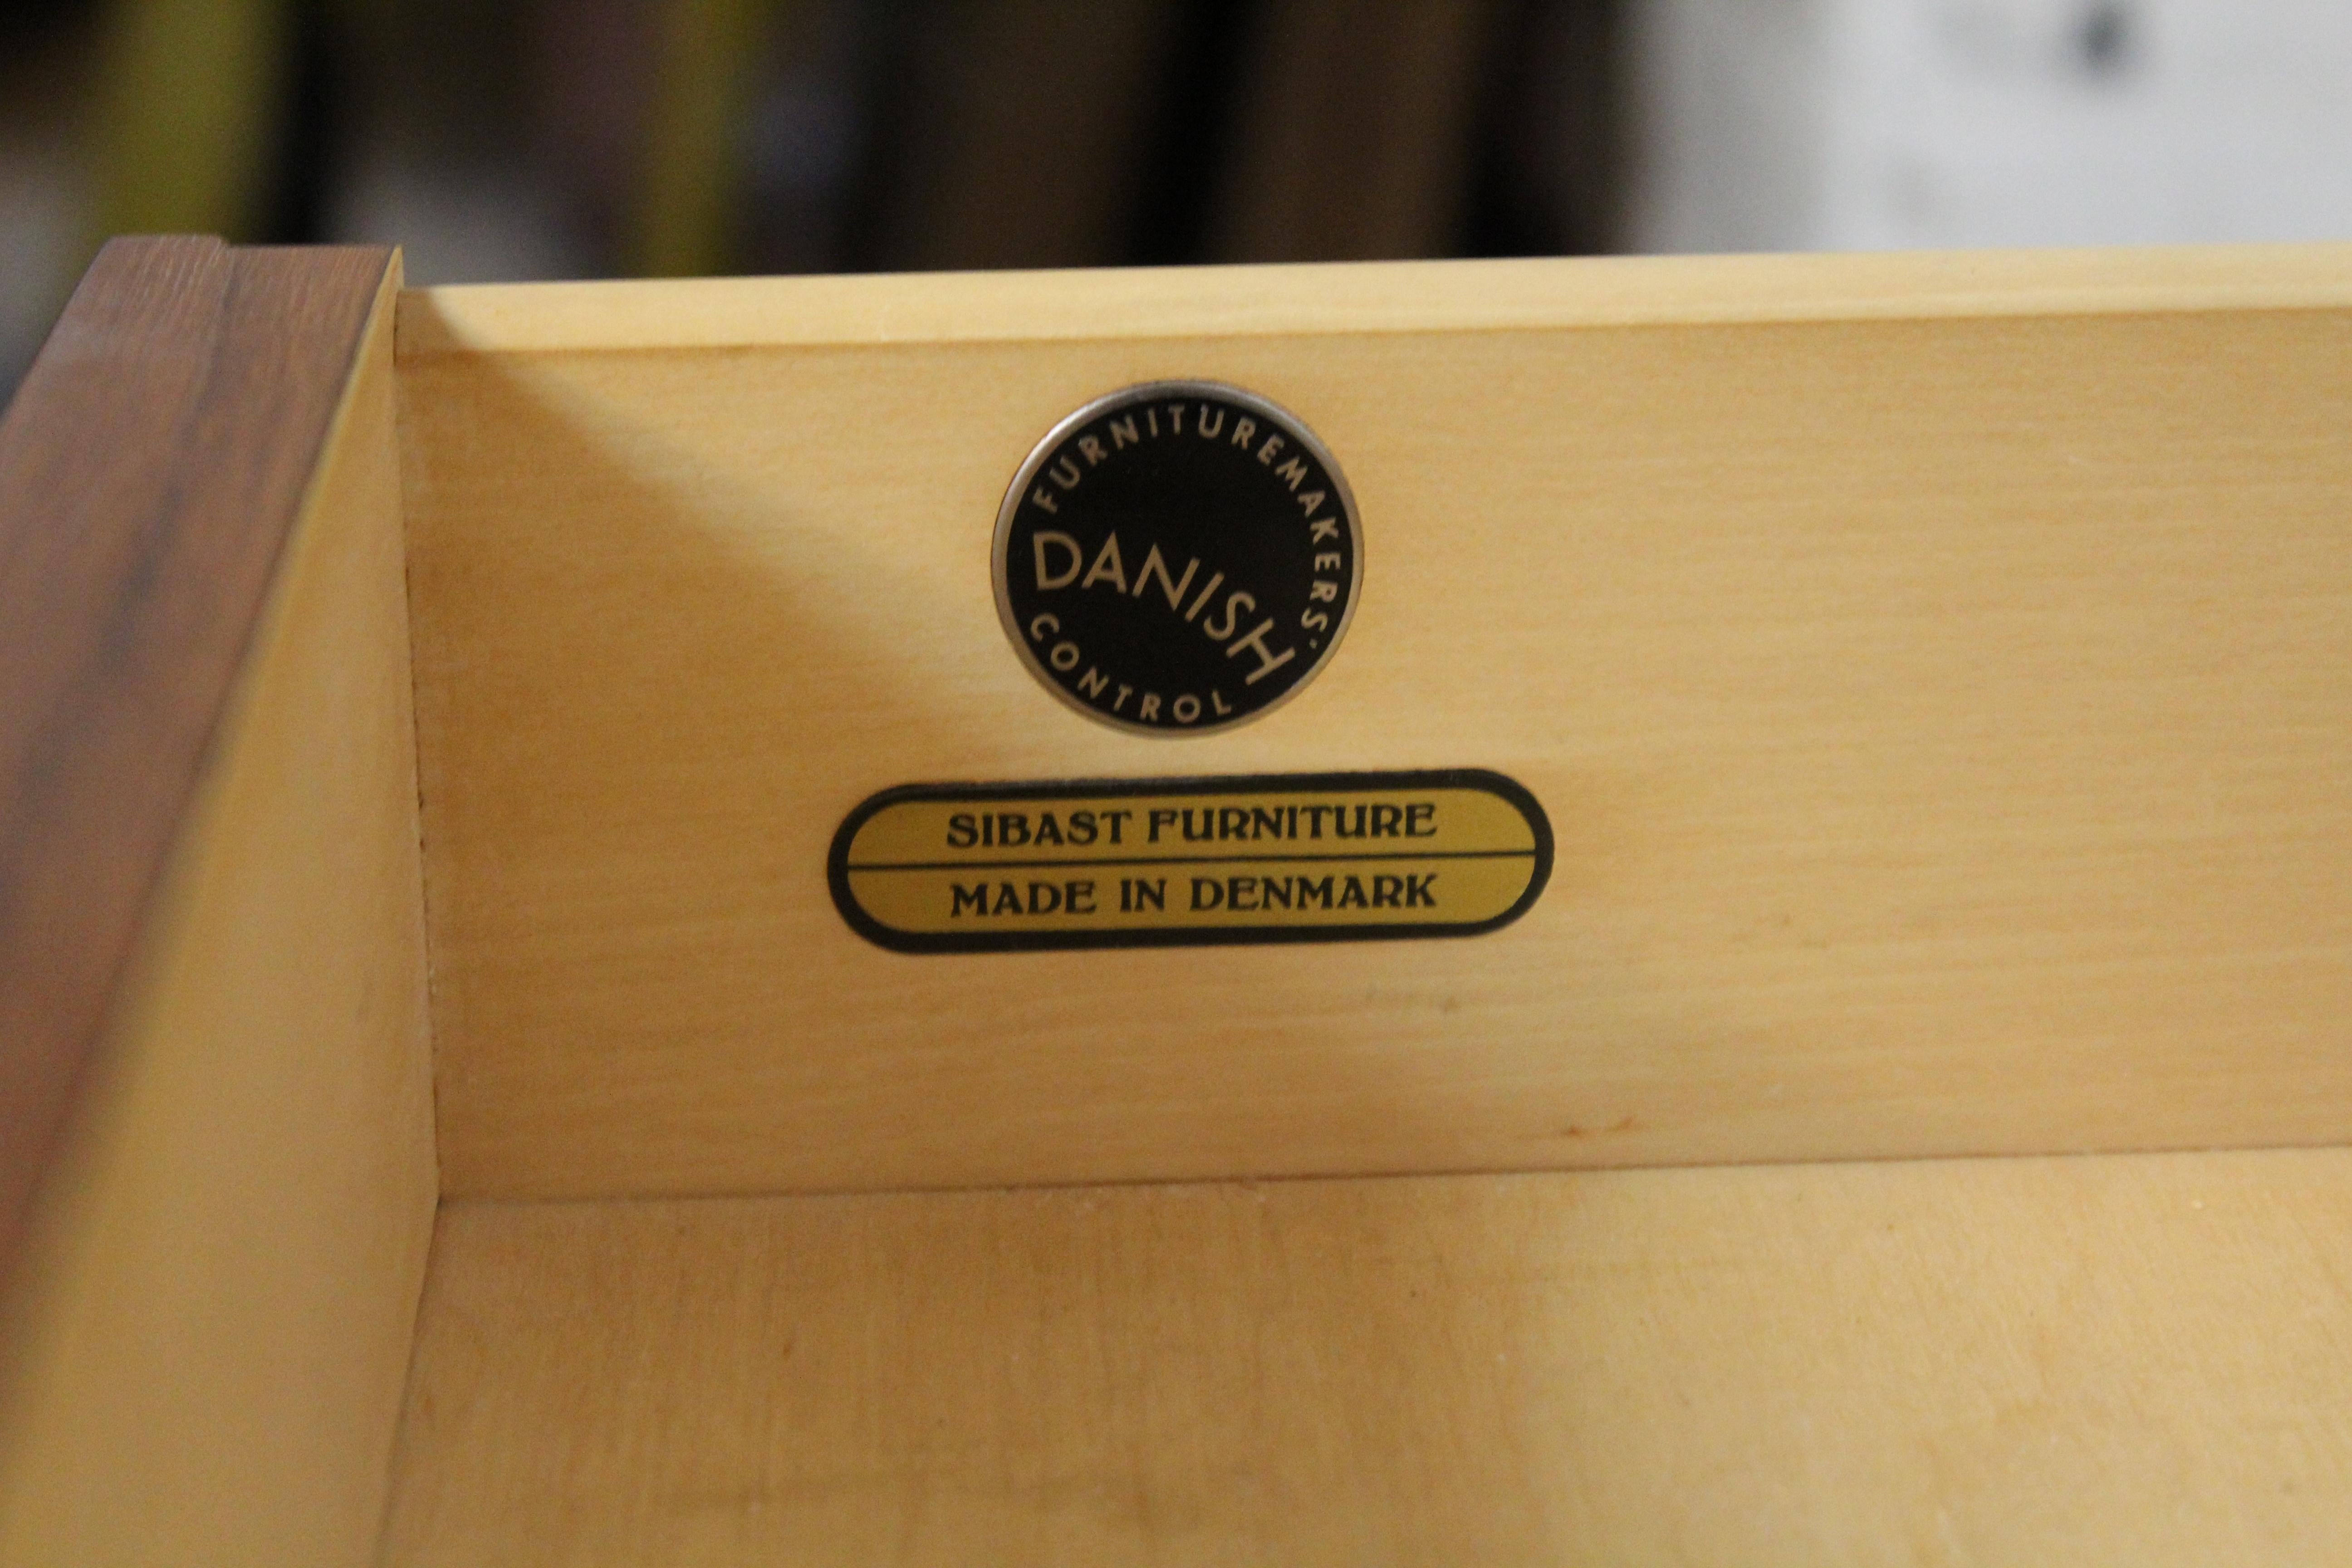 FURNITUREMAKERS'
DANISH
CONTROL
SIBAST FURNITURE
MADE IN DENMARK